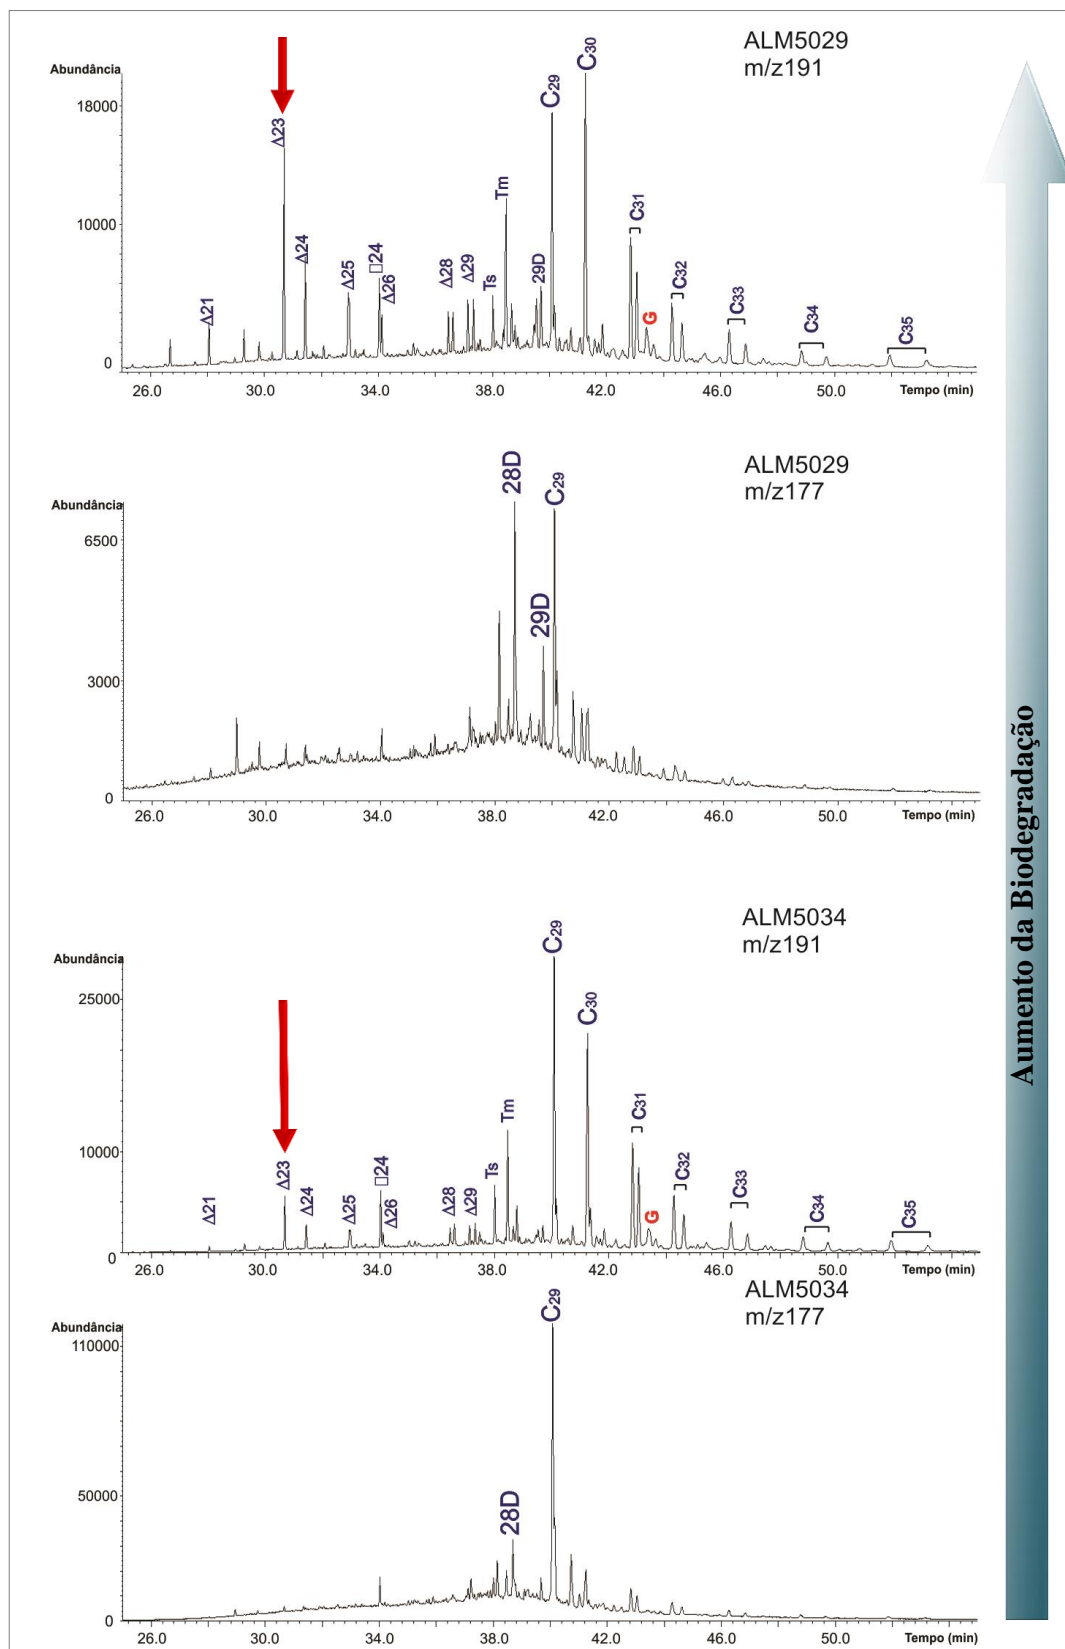 ALM5029
m/z191
Abundância
18000
10000
0
Δ21
Δ23
Δ24
Δ25
□24
Δ26
Δ28
Δ29
Ts
Tm
29D
C29
C30
C31
G
C32
C33
C34
C35
26.0 30.0 34.0 38.0 42.0 46.0 50.0 Tempo (min)
ALM5029
m/z177
Abundância
6500
3000
0
28D
29D
C29
26.0 30.0 34.0 38.0 42.0 46.0 50.0 Tempo (min)
ALM5034
m/z191
Abundância
25000
10000
0
Δ21
Δ23
Δ24
Δ25
□24
Δ26
Δ28
Δ29
Ts
Tm
C29
C30
C31
G
C32
C33
C34
C35
26.0 30.0 34.0 38.0 42.0 46.0 50.0 Tempo (min)
ALM5034
m/z177
Abundância
110000
50000
0
28D
C29
26.0 30.0 34.0 38.0 42.0 46.0 50.0 Tempo (min)
Aumento da Biodegradação